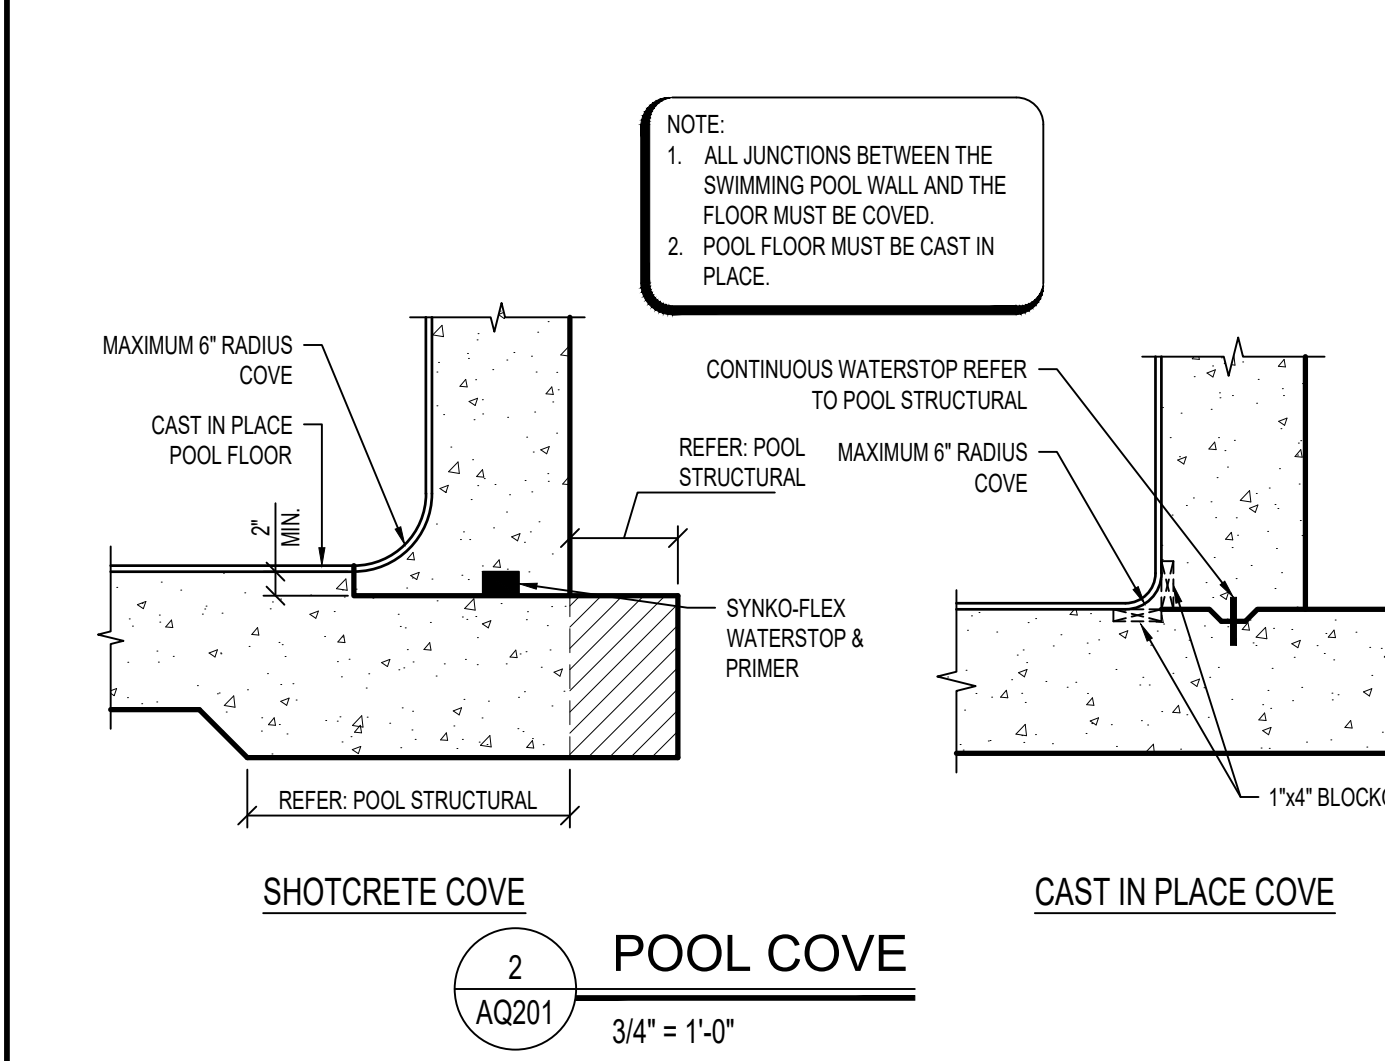 NOTE:
1. ALL JUNCTIONS BETWEEN THE
SWIMMING POOL WALL AND THE
FLOOR MUST BE COVED.
2. POOL FLOOR MUST BE CAST IN
PLACE.
MAXIMUM 6" RADIUS
COVE
CAST IN PLACE
POOL FLOOR
2"
MIN.
REFER: POOL
STRUCTURAL
SYNKO-FLEX
WATERSTOP &
PRIMER
REFER: POOL STRUCTURAL
SHOTCRETE COVE
CONTINUOUS WATERSTOP REFER
TO POOL STRUCTURAL
MAXIMUM 6" RADIUS
COVE
1"x4"
CAST IN PLACE COVE
2
AQ201
POOL COVE
3/4" = 1'-0"